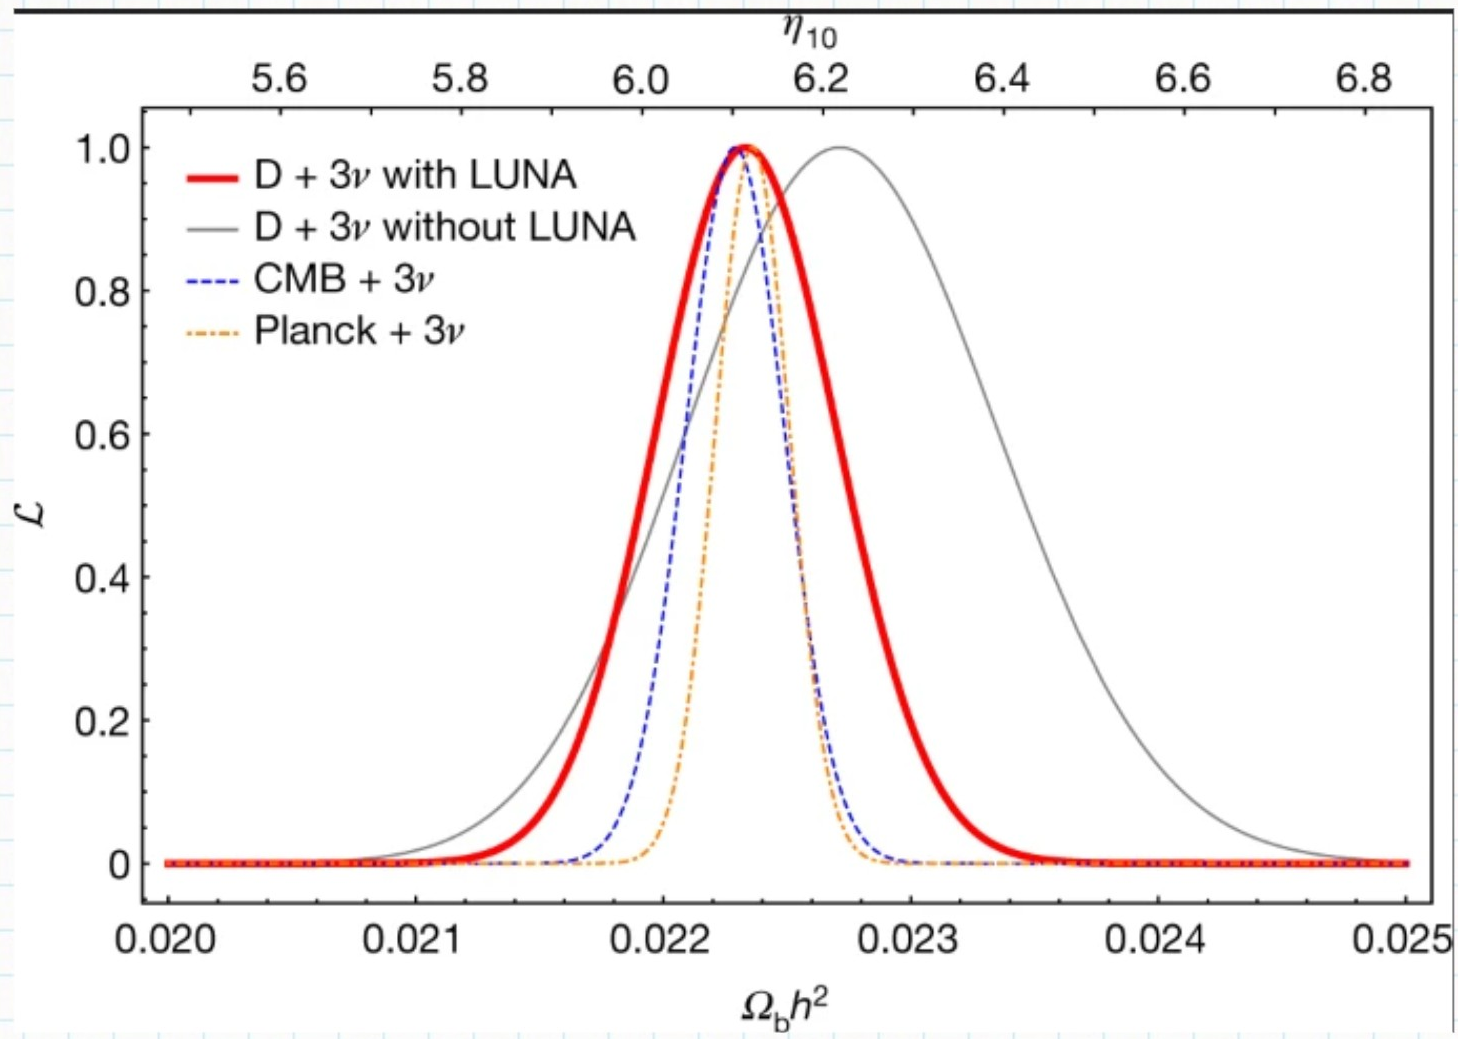 η10
5.6 5.8 6.0 6.2 6.4 6.6 6.8
1.0
D + 3ν with LUNA
D + 3ν without LUNA
0.8
CMB + 3ν
Planck + 3ν
0.6
ℒ
0.4
0.2
0
0.020 0.021 0.022 0.023 0.024 0.025
Ωbh²